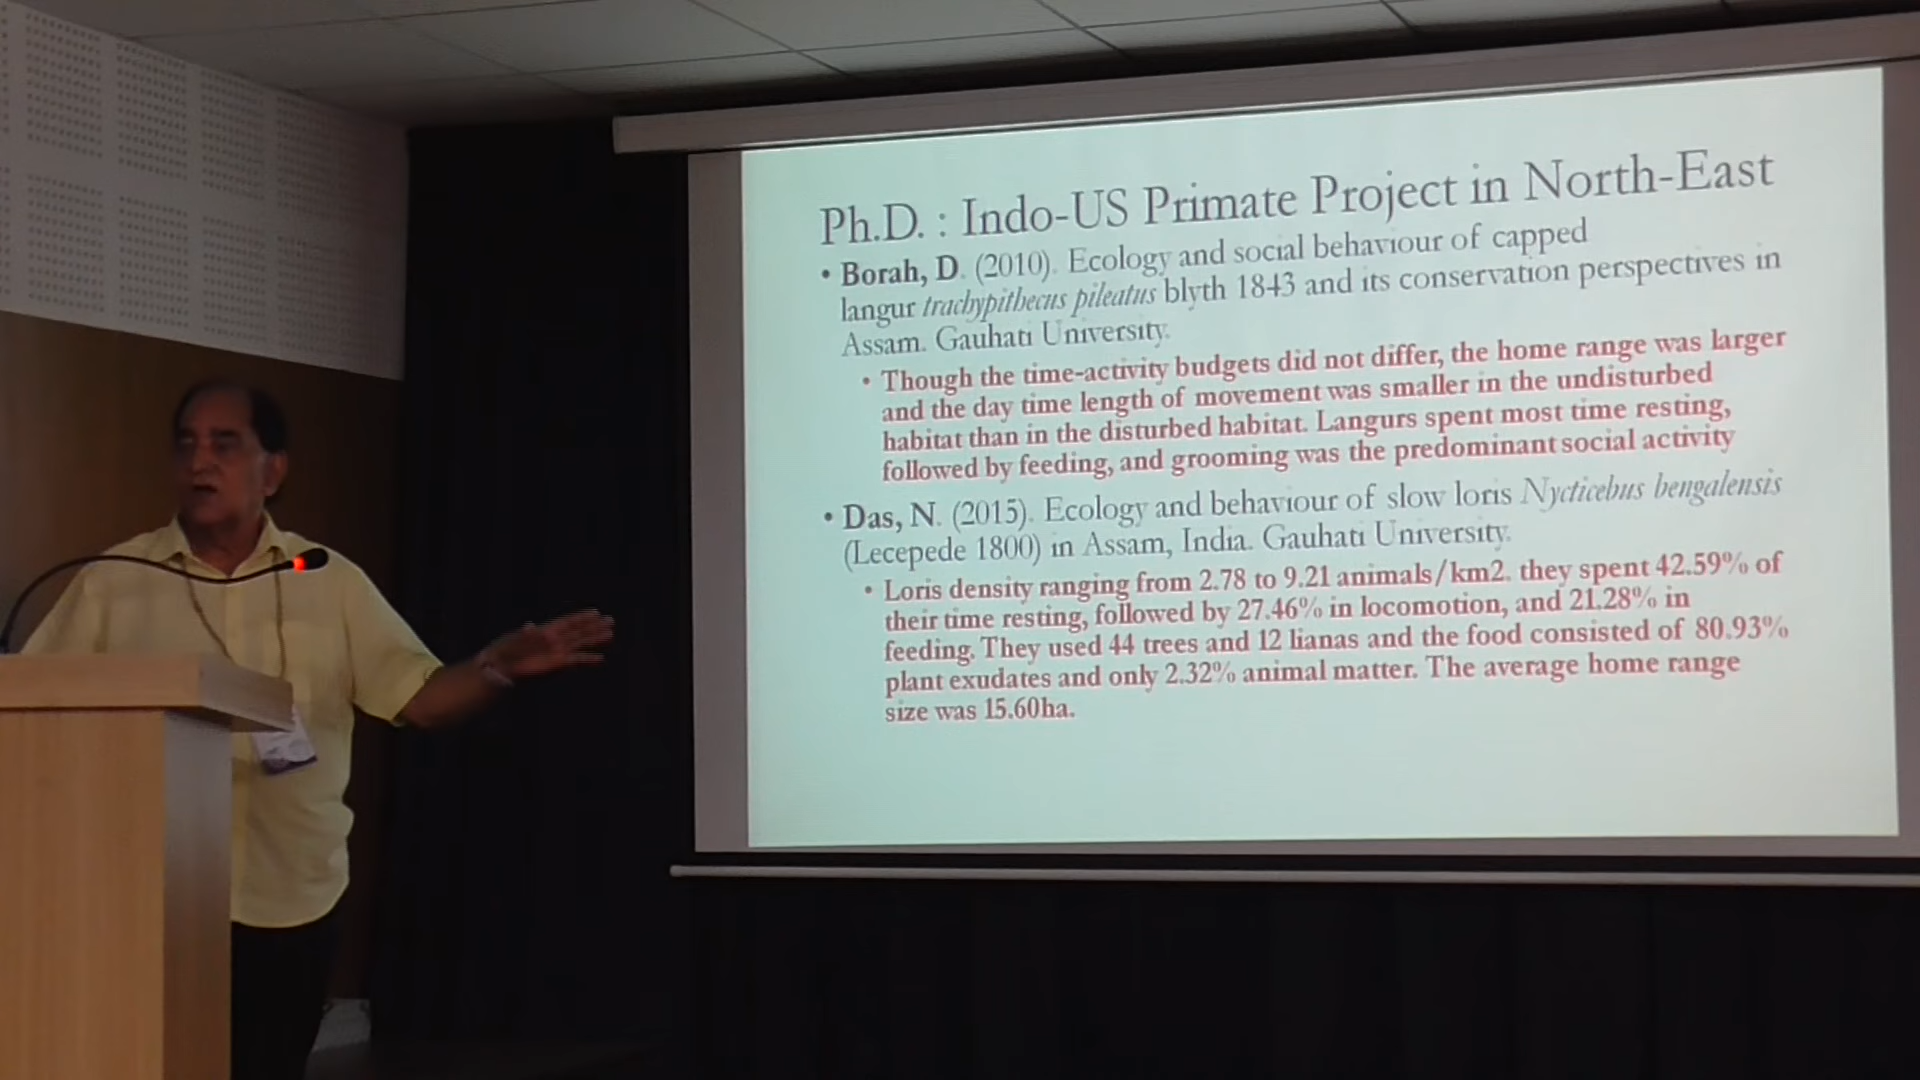 Ph.D. : Indo-US Primate Project in North-East
• Borah, D. (2010). Ecology and social behaviour of capped
langur trachypithecus pileatus blyth 1843 and its conservation perspectives in
Assam. Gauhati University.
• Though the time-activity budgets did not differ, the home range was larger
and the day time length of movement was smaller in the undisturbed
habitat than in the disturbed habitat. Langurs spent most time resting,
followed by feeding, and grooming was the predominant social activity
• Das, N. (2015). Ecology and behaviour of slow loris Nycticebus bengalensis
(Lecepede 1800) in Assam, India. Gauhati University.
• Loris density ranging from 2.78 to 9.21 animals/km2. they spent 42.59% of
their time resting, followed by 27.46% in locomotion, and 21.28% in
feeding. They used 44 trees and 12 lianas and the food consisted of 80.93%
plant exudates and only 2.32% animal matter. The average home range
size was 15.60ha.